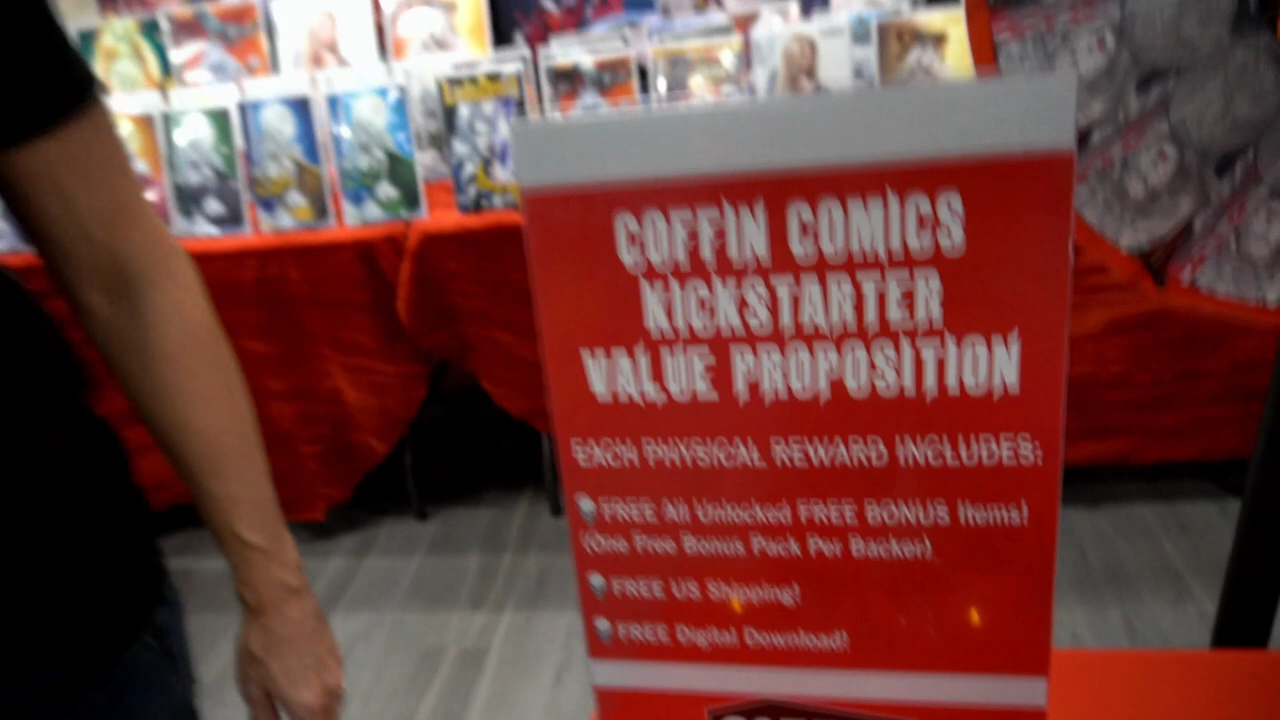 COFFIN COMICS
KICKSTARTER
VALUE PROPOSITION
EACH PHYSICAL REWARD INCLUDES:
FREE All Unlocked FREE BONUS Items!
(One Free Bonus Pack Per Backer)
FREE US Shipping!
FREE Digital Download!